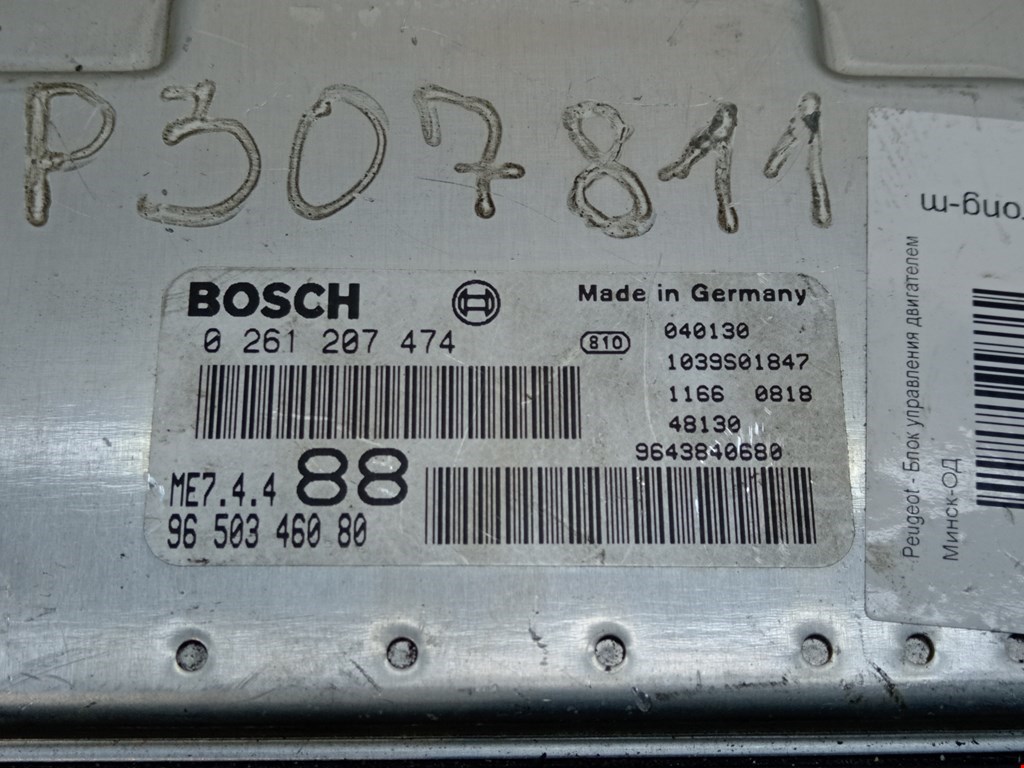 P307811
BOSCH
Made in Germany
0 261 207 474
810
040130
1039S01847
1166 0818
48130
9643840680
ME7.4.4 88
96 503 460 80
Peugeot - Блок управления двигателем
Минск-ОД